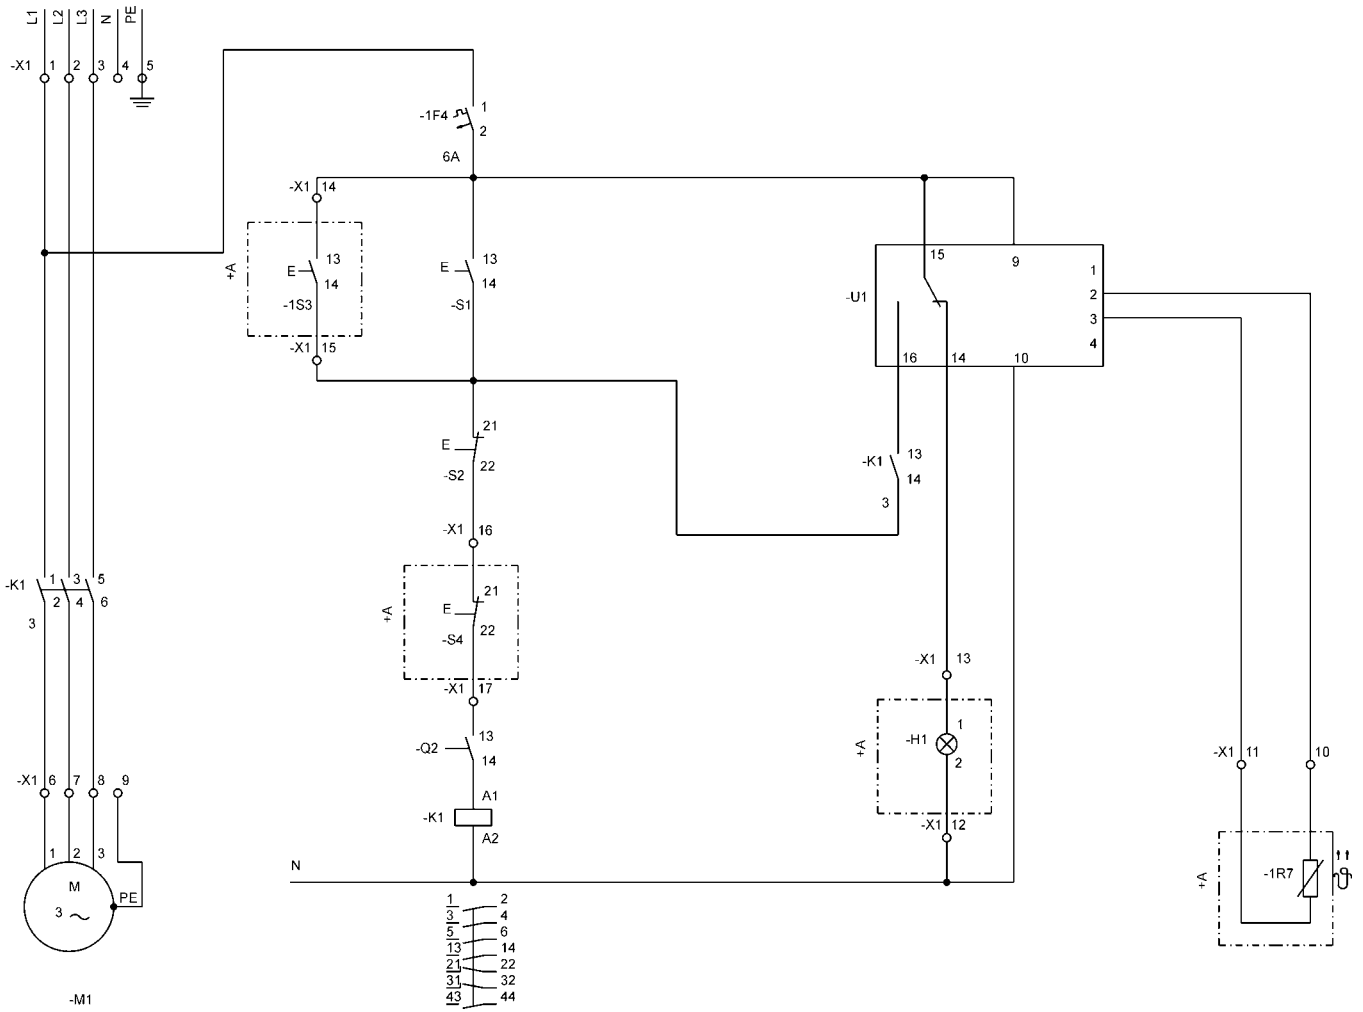 L1 L2 L3 N PE
-X1 1 2 3 4 5
-1F4 1
2
6A
-X1 14
+A
E 13
14
-1S3
-X1 15
E 13
14
-S1
-U1
15 9
1
2
3
4
16 14 10
E 21
22
-S2
-K1 13
14
3
-X1 16
+A
E 21
22
-S4
-X1 17
-K1 1 3 5
2 4 6
3
-Q2 13
14
-K1 A1
A2
-X1 13
+A
-H1 1
2
-X1 12
-X1 11 10
+A
-1R7
-X1 6 7 8 9
1 2 3
M
3
PE
-M1
N
1 2
3 4
5 6
13 14
21 22
31 32
43 44